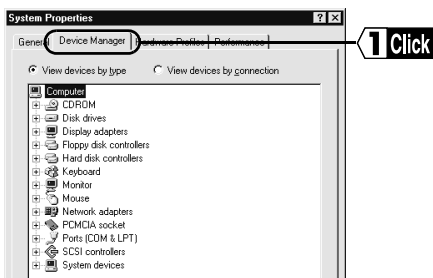 System Properties
General Device Manager Hardware Profiles Performance
1 Click
View devices by type View devices by connection
Computer
CDROM
Disk drives
Display adapters
Floppy disk controllers
Hard disk controllers
Keyboard
Monitor
Mouse
Network adapters
PCMCIA socket
Ports (COM & LPT)
SCSI controllers
System devices